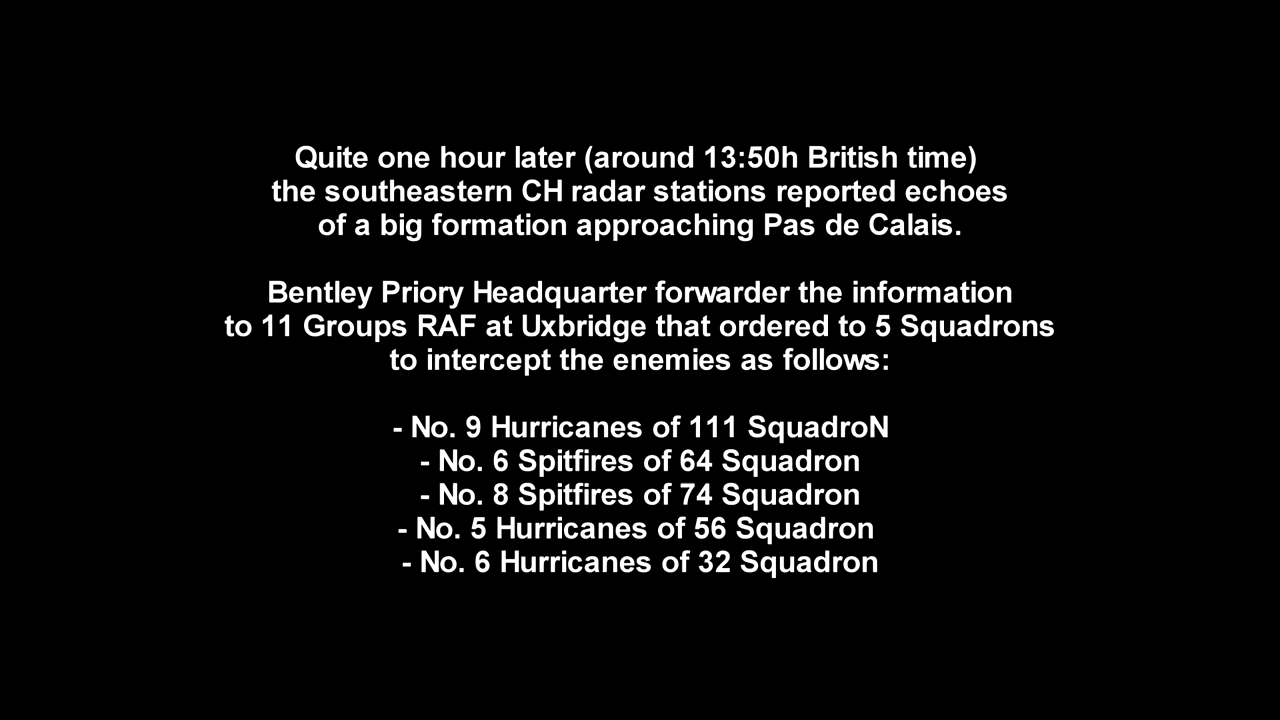 Quite one hour later (around 13:50h British time)
the southeastern CH radar stations reported echoes
of a big formation approaching Pas de Calais.
Bentley Priory Headquarter forwarder the information
to 11 Groups RAF at Uxbridge that ordered to 5 Squadrons
to intercept the enemies as follows:
- No. 9 Hurricanes of 111 SquadroN
- No. 6 Spitfires of 64 Squadron
- No. 8 Spitfires of 74 Squadron
- No. 5 Hurricanes of 56 Squadron
- No. 6 Hurricanes of 32 Squadron